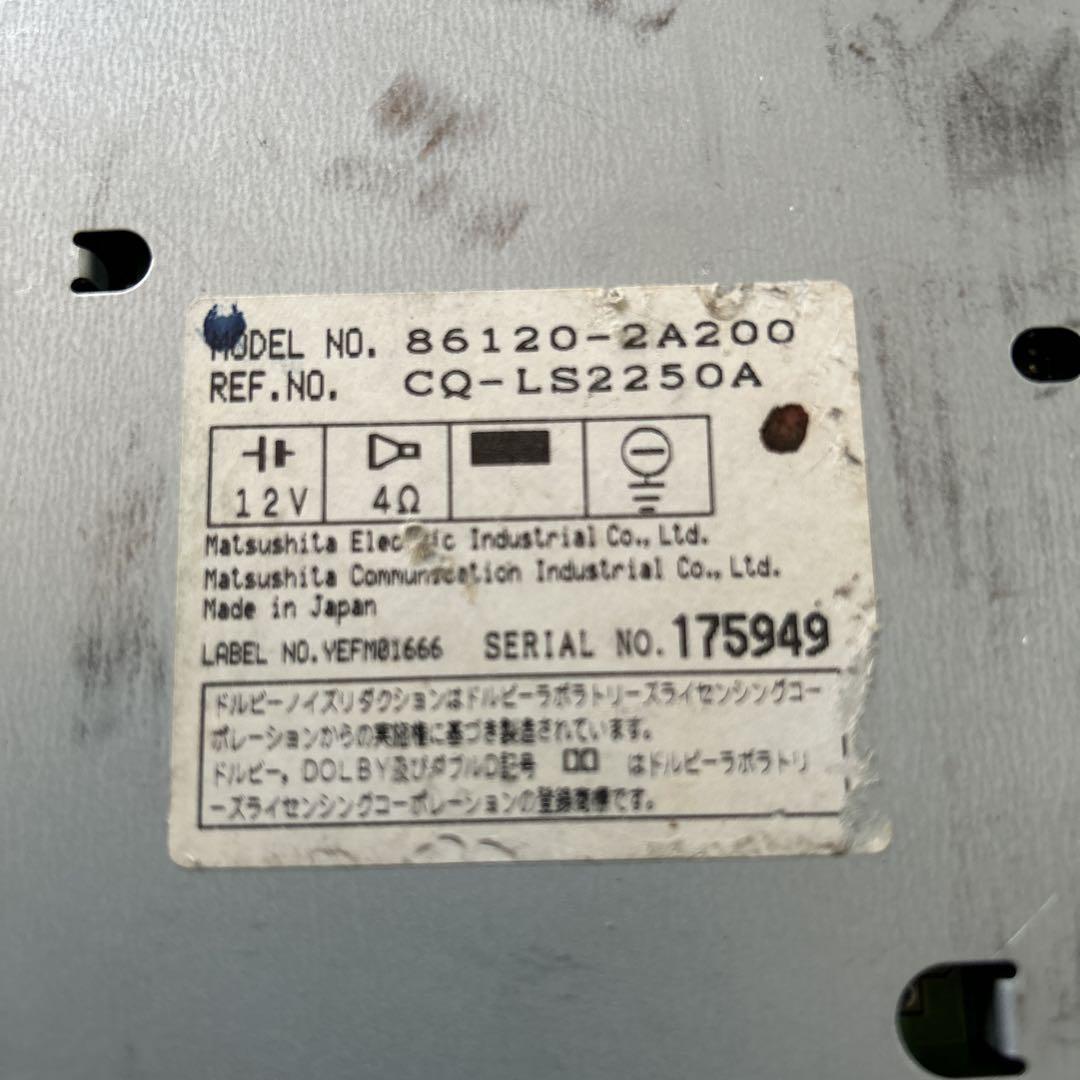 MODEL NO. 86120-2A200
REF.NO. CQ-LS2250A
12V 4Ω
Matsushita Electric Industrial Co., Ltd.
Matsushita Communication Industrial Co., Ltd.
Made in Japan
LABEL NO. YEFM01666 SERIAL NO. 175949
ドルビーノイズリダクションはドルビーラボラトリーズライセンシングコー
ポレーションからの実施権に基づき製造されています。
ドルビー, DOLBY及びダブルD記号 は ドルビーラボラトリ
ーズライセンシングコーポレーションの登録商標です。